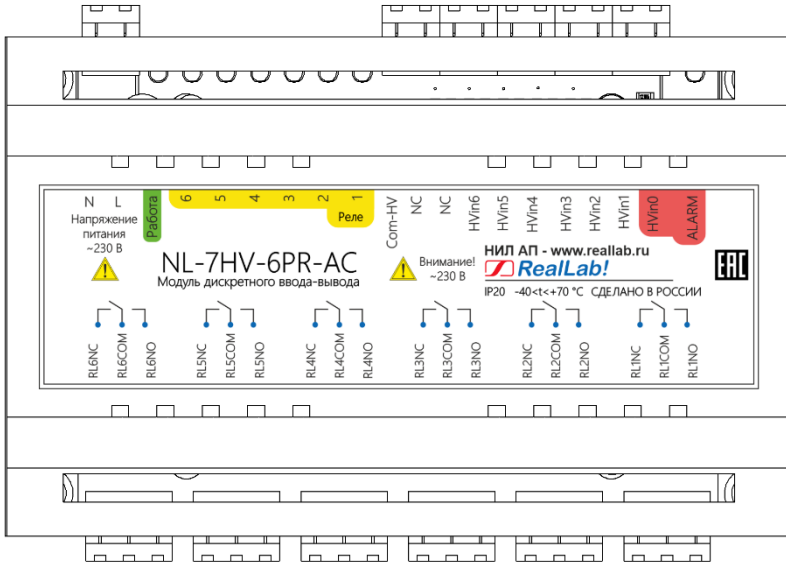 N L Работа 6 5 4 3 2 1 Com-HV NC NC HVin6 HVin5 HVin4 HVin3 HVin2 HVin1 HVin0 ALARM
Реле
Напряжение
питания
~230 В
NL-7HV-6PR-AC
Модуль дискретного ввода-вывода
Внимание!
~230 В
НИЛ АП - www.reallab.ru
RealLab!
IP20 -40<t<+70 °C СДЕЛАНО В РОССИИ
EAC
RL6NC RL6COM RL6NO RL5NC RL5COM RL5NO RL4NC RL4COM RL4NO RL3NC RL3COM RL3NO RL2NC RL2COM RL2NO RL1NC RL1COM RL1NO